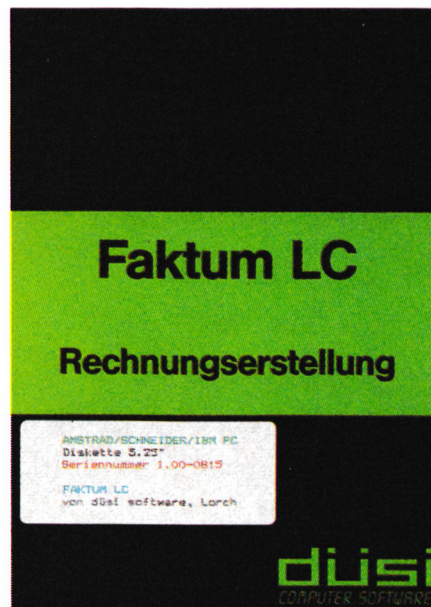 Faktum LC
Rechnungserstellung
AMSTRAD/SCHNEIDER/IBM PC
Diskette 5.25"
Seriennummer 1.00-0815
FAKTUM LC
von düsi software, Lorch
düsi
COMPUTER SOFTWARE